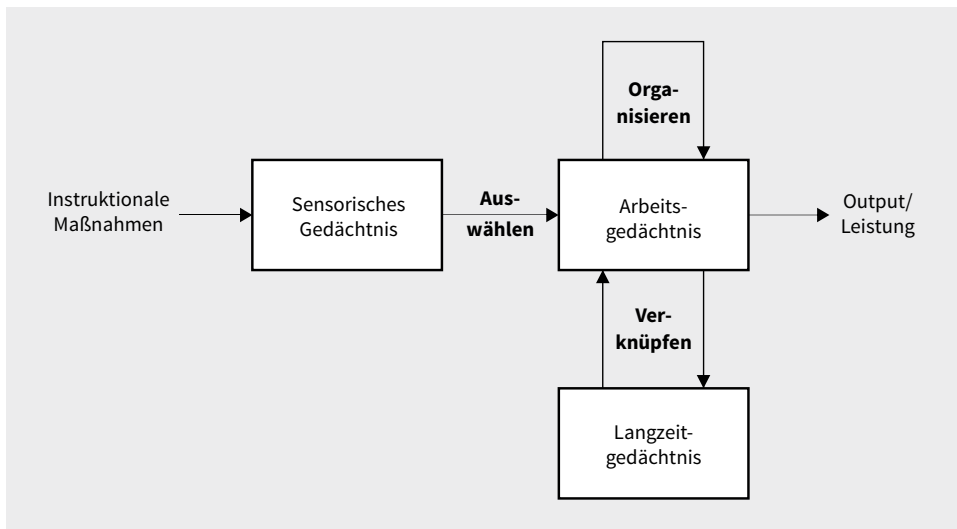 Orga-
nisieren
Instruktionale
Maßnahmen
Sensorisches
Gedächtnis
Aus-
wählen
Arbeits-
gedächtnis
Output/
Leistung
Ver-
knüpfen
Langzeit-
gedächtnis